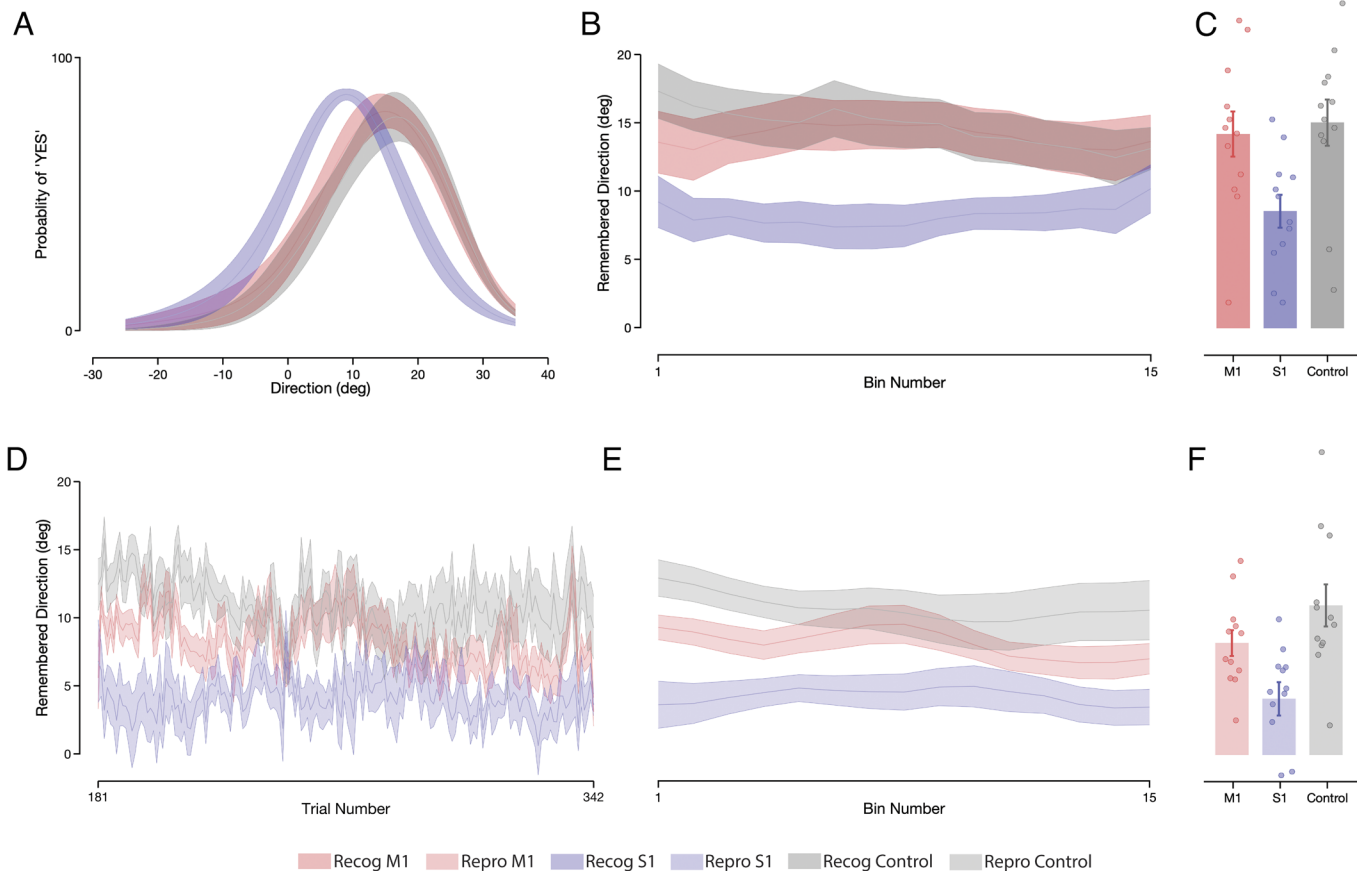 A
B
C
100
0
Probablity of 'YES'
-30 -20 -10 0 10 20 30 40
Direction (deg)
20
15
10
5
0
Remembered Direction (deg)
1 15
Bin Number
M1 S1 Control
D
E
F
20
15
10
5
0
Remembered Direction (deg)
181 342
Trial Number
1 15
Bin Number
M1 S1 Control
Recog M1 Repro M1 Recog S1 Repro S1 Recog Control Repro Control